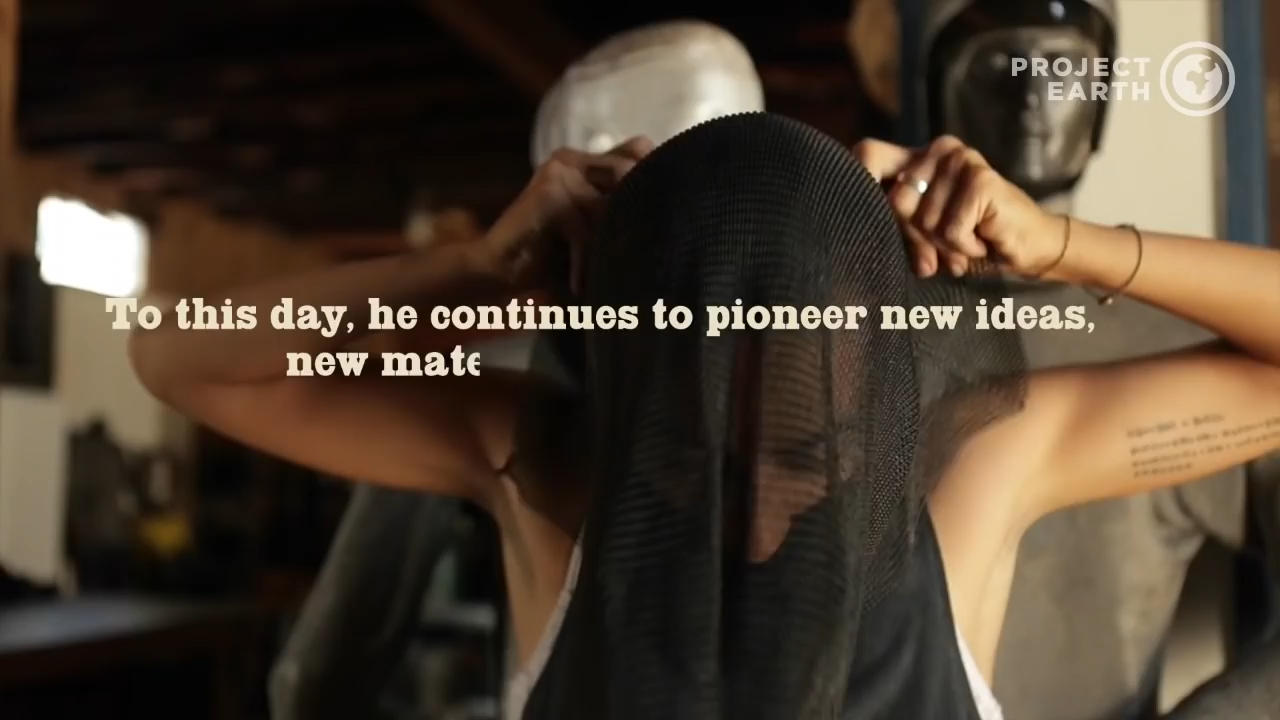 PROJECT
EARTH
To this day, he continues to pioneer new ideas,
new mate